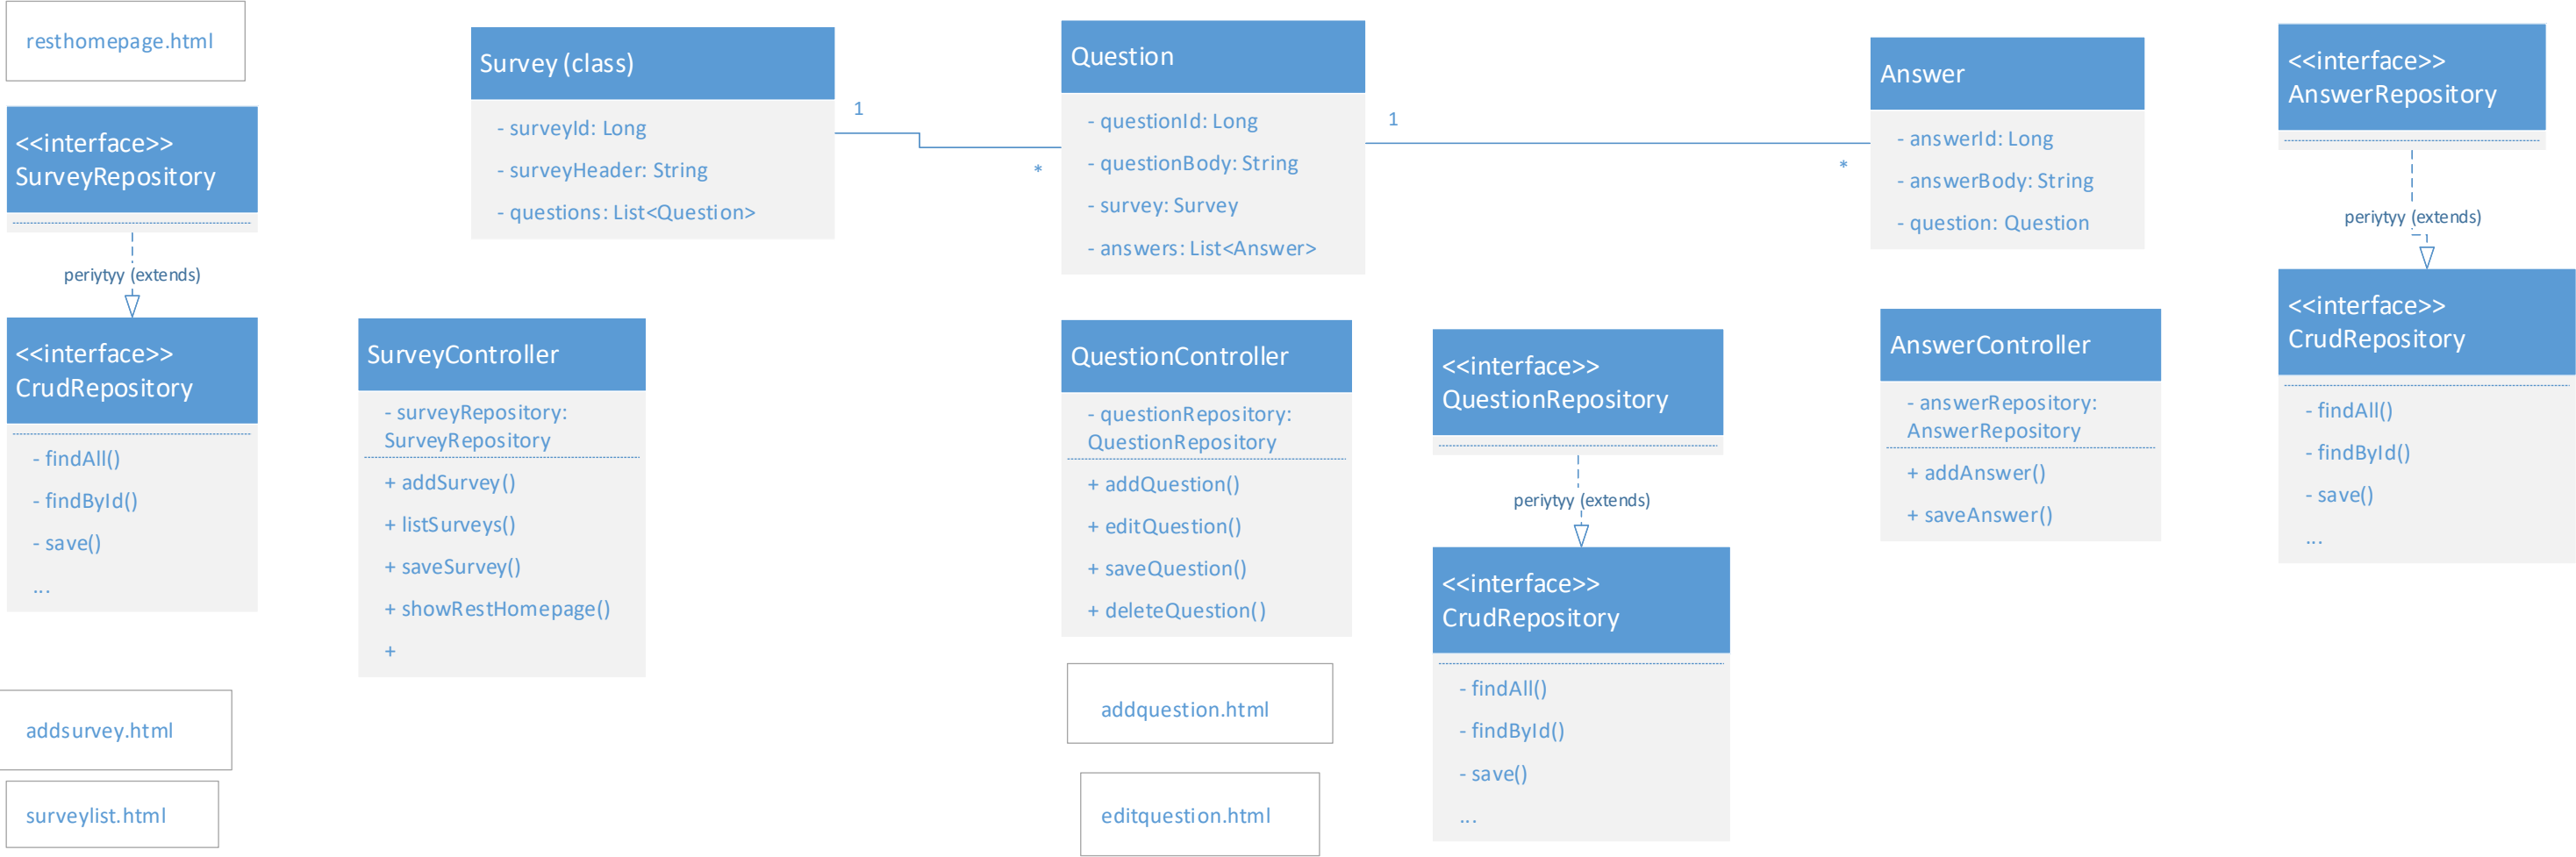 resthomepage.html
<<interface>>
SurveyRepository
periytyy (extends)
<<interface>>
CrudRepository
- findAll()
- findById()
- save()
...
addsurvey.html
surveylist.html
Survey (class)
- surveyId: Long
- surveyHeader: String
- questions: List<Question>
1
*
SurveyController
- surveyRepository:
SurveyRepository
+ addSurvey()
+ listSurveys()
+ saveSurvey()
+ showRestHomepage()
+
Question
- questionId: Long
- questionBody: String
- survey: Survey
- answers: List<Answer>
1
*
QuestionController
- questionRepository:
QuestionRepository
+ addQuestion()
+ editQuestion()
+ saveQuestion()
+ deleteQuestion()
addquestion.html
editquestion.html
<<interface>>
QuestionRepository
periytyy (extends)
<<interface>>
CrudRepository
- findAll()
- findById()
- save()
...
Answer
- answerId: Long
- answerBody: String
- question: Question
AnswerController
- answerRepository:
AnswerRepository
+ addAnswer()
+ saveAnswer()
<<interface>>
AnswerRepository
periytyy (extends)
<<interface>>
CrudRepository
- findAll()
- findById()
- save()
...